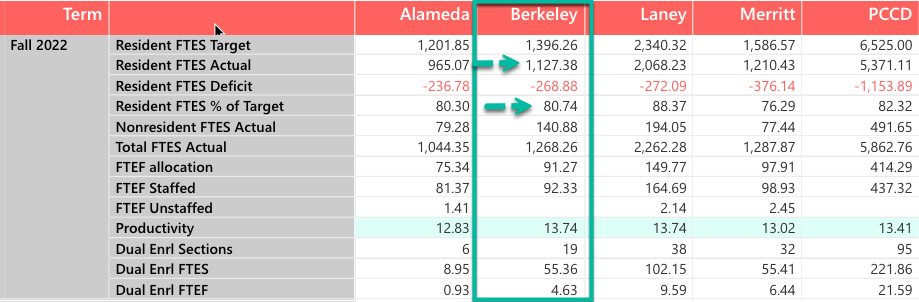 Term Alameda Berkeley Laney Merritt PCCD
Fall 2022 Resident FTES Target 1,201.85 1,396.26 2,340.32 1,586.57 6,525.00
Resident FTES Actual 965.07 1,127.38 2,068.23 1,210.43 5,371.11
Resident FTES Deficit -236.78 -268.88 -272.09 -376.14 -1,153.89
Resident FTES % of Target 80.30 80.74 88.37 76.29 82.32
Nonresident FTES Actual 79.28 140.88 194.05 77.44 491.65
Total FTES Actual 1,044.35 1,268.26 2,262.28 1,287.87 5,862.76
FTEF allocation 75.34 91.27 149.77 97.91 414.29
FTEF Staffed 81.37 92.33 164.69 98.93 437.32
FTEF Unstaffed 1.41 2.14 2.45
Productivity 12.83 13.74 13.74 13.02 13.41
Dual Enrl Sections 6 19 38 32 95
Dual Enrl FTES 8.95 55.36 102.15 55.41 221.86
Dual Enrl FTEF 0.93 4.63 9.59 6.44 21.59